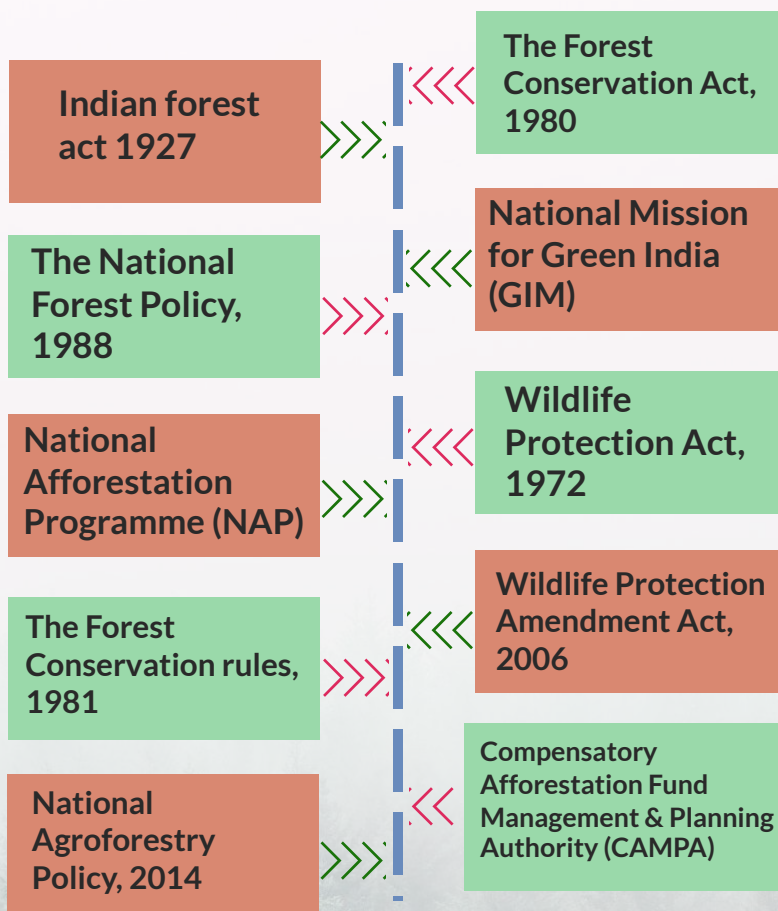 The Forest
Conservation Act,
1980
Indian forest
act 1927
National Mission
for Green India
(GIM)
The National
Forest Policy,
1988
Wildlife
Protection Act,
1972
National
Afforestation
Programme (NAP)
Wildlife Protection
Amendment Act,
2006
The Forest
Conservation rules,
1981
Compensatory
Afforestation Fund
Management & Planning
Authority (CAMPA)
National
Agroforestry
Policy, 2014